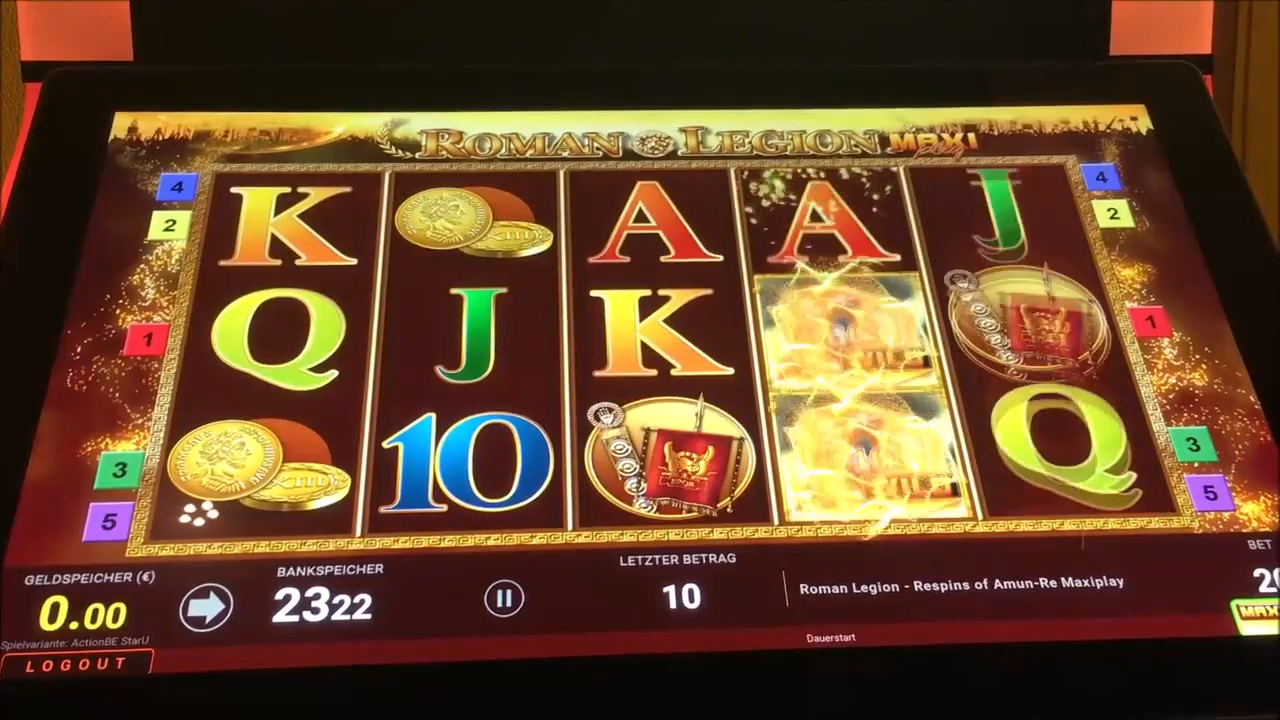 ROMAN LEGION MAXI Play
4 4
2 2
K A A J
Q J K
1 1
10 Q
3 3
5 5
GELDSPEICHER (€) BANKSPEICHER LETZTER BETRAG BET
0.00 2322 10 Roman Legion - Respins of Amun-Re Maxiplay
Spielvariante: ActionBE StarU Dauerstart
LOGOUT